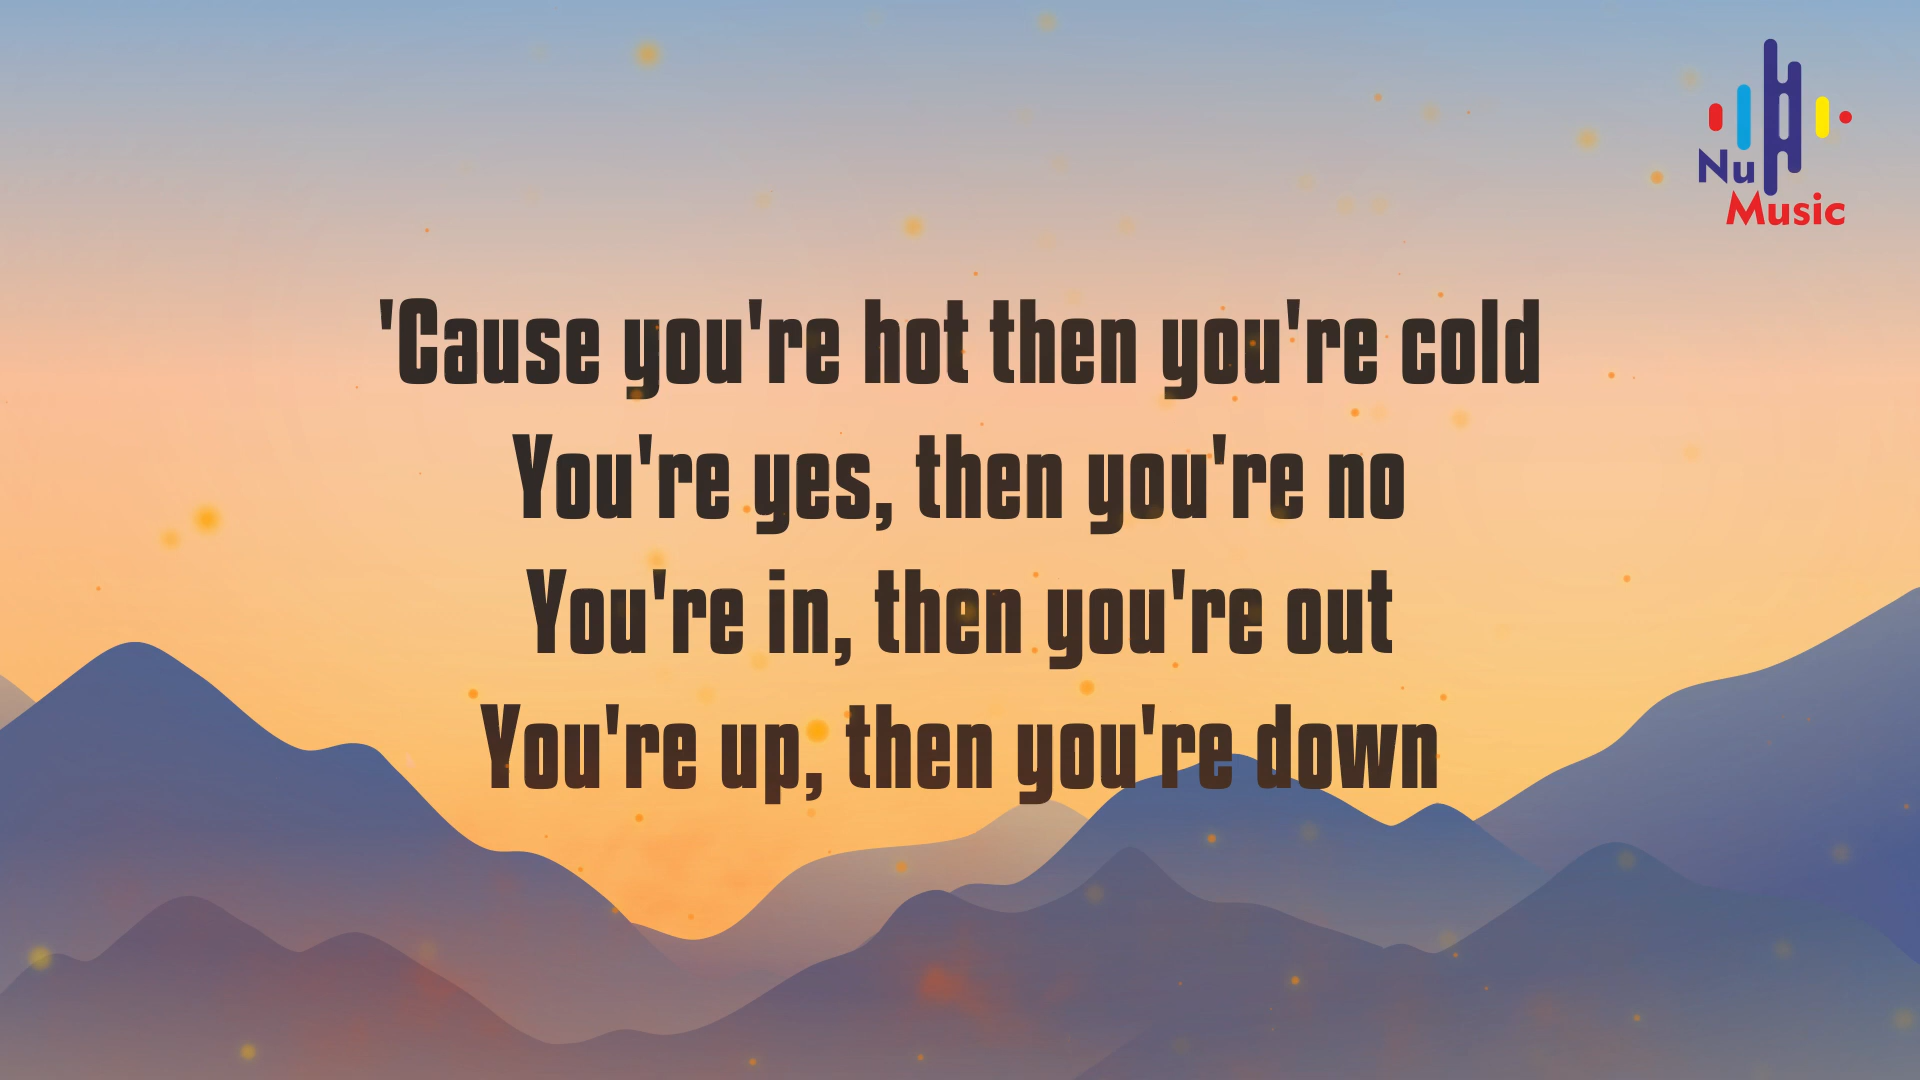 Nu
Music
'Cause you're hot then you're cold
You're yes, then you're no
You're in, then you're out
You're up, then you're down